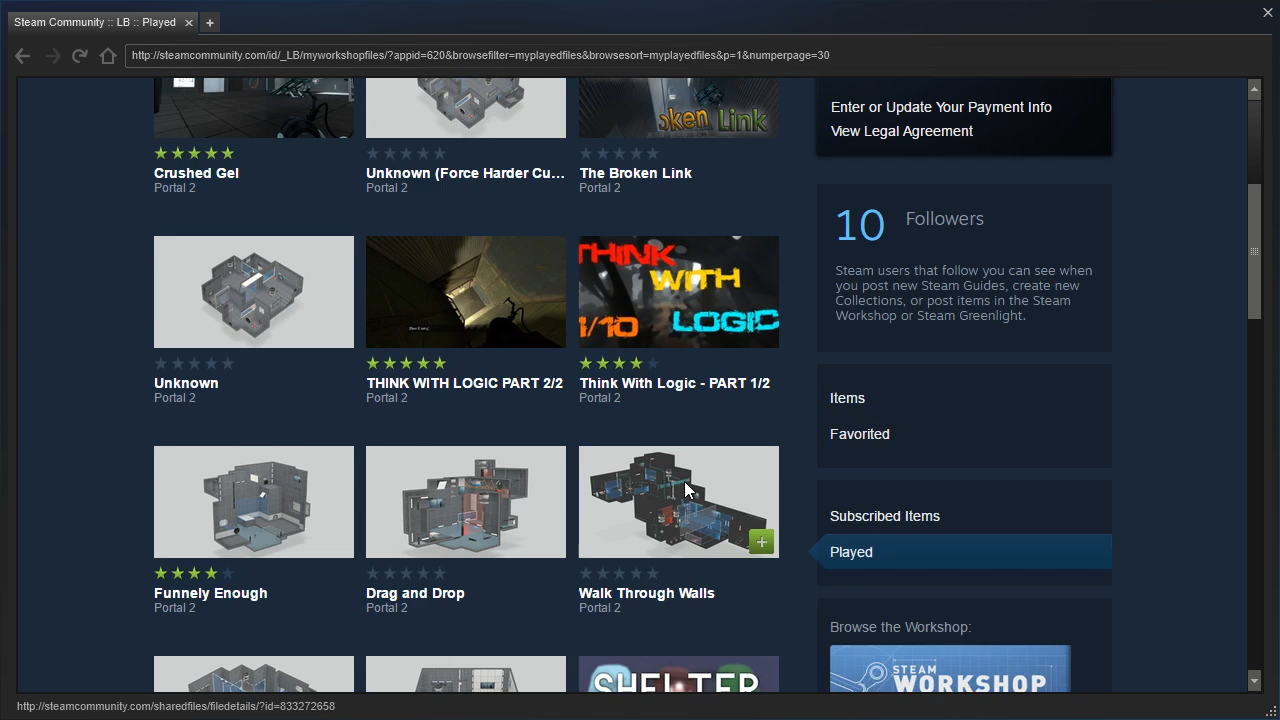 Steam Community :: LB :: Played
http://steamcommunity.com/id/_LB/myworkshopfiles/?appid=620&browsefilter=myplayedfiles&browsesort=myplayedfiles&p=1&numperpage=30
oken Link
Crushed Gel
Portal 2
Unknown (Force Harder Cu...
Portal 2
The Broken Link
Portal 2
THINK
WITH
LOGIC
1/10
Unknown
Portal 2
THINK WITH LOGIC PART 2/2
Portal 2
Think With Logic - PART 1/2
Portal 2
Funnely Enough
Portal 2
Drag and Drop
Portal 2
Walk Through Walls
Portal 2
SHELTER
Enter or Update Your Payment Info
View Legal Agreement
10 Followers
Steam users that follow you can see when
you post new Steam Guides, create new
Collections, or post items in the Steam
Workshop or Steam Greenlight.
Items
Favorited
Subscribed Items
Played
Browse the Workshop:
STEAM
WORKSHOP
http://steamcommunity.com/sharedfiles/filedetails/?id=833272658